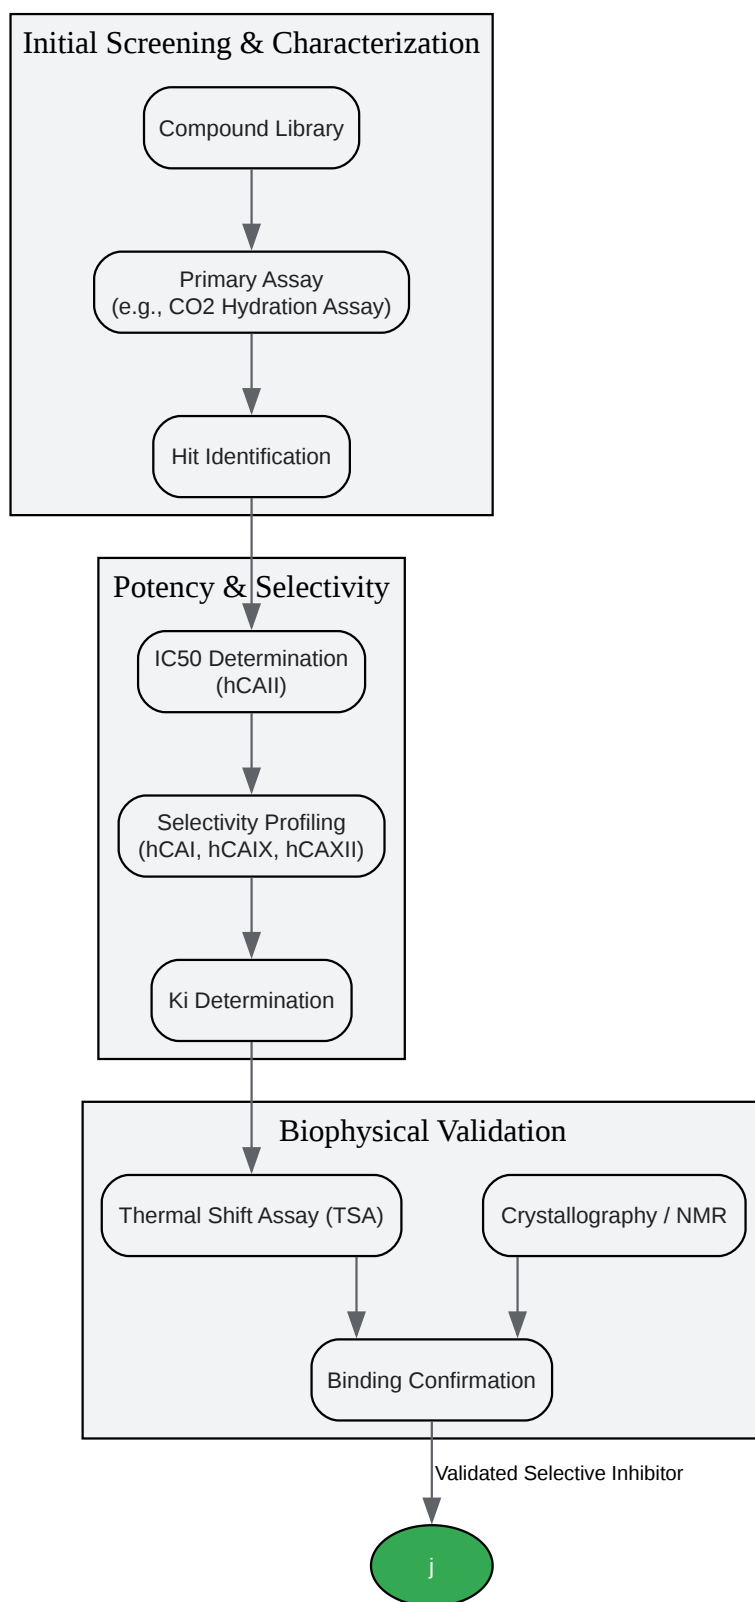 Initial Screening & Characterization
Compound Library
Primary Assay
(e.g., CO2 Hydration Assay)
Hit Identification
Potency & Selectivity
IC50 Determination
(hCAII)
Selectivity Profiling
(hCAI, hCAIX, hCAXII)
Ki Determination
Biophysical Validation
Thermal Shift Assay (TSA)
Crystallography / NMR
Binding Confirmation
Validated Selective Inhibitor
j